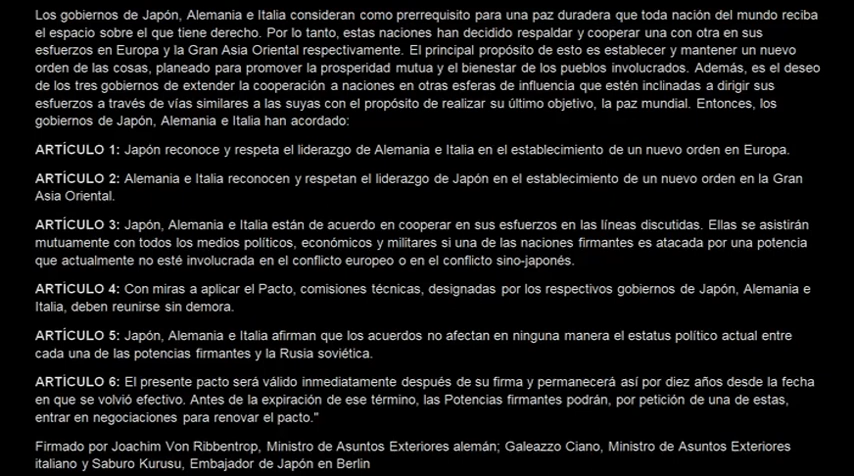 Los gobiernos de Japón, Alemania e Italia consideran como prerrequisito para una paz duradera que toda nación del mundo reciba
el espacio sobre el que tiene derecho. Por lo tanto, estas naciones han decidido respaldar y cooperar una con otra en sus
esfuerzos en Europa y la Gran Asia Oriental respectivamente. El principal propósito de esto es establecer y mantener un nuevo
orden de las cosas, planeado para promover la prosperidad mutua y el bienestar de los pueblos involucrados. Además, es el deseo
de los tres gobiernos de extender la cooperación a naciones en otras esferas de influencia que estén inclinadas a dirigir sus
esfuerzos a través de vías similares a las suyas con el propósito de realizar su último objetivo, la paz mundial. Entonces, los
gobiernos de Japón, Alemania e Italia han acordado:
ARTÍCULO 1: Japón reconoce y respeta el liderazgo de Alemania e Italia en el establecimiento de un nuevo orden en Europa.
ARTÍCULO 2: Alemania e Italia reconocen y respetan el liderazgo de Japón en el establecimiento de un nuevo orden en la Gran
Asia Oriental.
ARTÍCULO 3: Japón, Alemania e Italia están de acuerdo en cooperar en sus esfuerzos en las líneas discutidas. Ellas se asistirán
mutuamente con todos los medios políticos, económicos y militares si una de las naciones firmantes es atacada por una potencia
que actualmente no esté involucrada en el conflicto europeo o en el conflicto sino-japonés.
ARTÍCULO 4: Con miras a aplicar el Pacto, comisiones técnicas, designadas por los respectivos gobiernos de Japón, Alemania e
Italia, deben reunirse sin demora.
ARTÍCULO 5: Japón, Alemania e Italia afirman que los acuerdos no afectan en ninguna manera el estatus político actual entre
cada una de las potencias firmantes y la Rusia soviética.
ARTÍCULO 6: El presente pacto será válido inmediatamente después de su firma y permanecerá así por diez años desde la fecha
en que se volvió efectivo. Antes de la expiración de ese término, las Potencias firmantes podrán, por petición de una de estas,
entrar en negociaciones para renovar el pacto."
Firmado por Joachim Von Ribbentrop, Ministro de Asuntos Exteriores alemán; Galeazzo Ciano, Ministro de Asuntos Exteriores
italiano y Saburo Kurusu, Embajador de Japón en Berlin